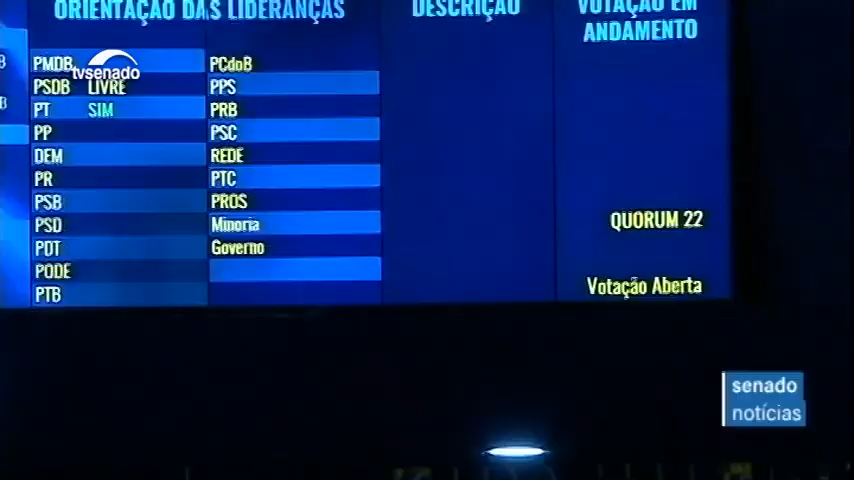 ORIENTAÇÃO DAS LIDERANÇAS
DESCRIÇÃO
VOTAÇÃO EM
ANDAMENTO
tvsenado
PMDB
PSDB LIVRE
PT SIM
PP
DEM
PR
PSB
PSD
PDT
PODE
PTB
PCdoB
PPS
PRB
PSC
REDE
PTC
PROS
Minoria
Governo
QUORUM 22
Votação Aberta
senado
notícias